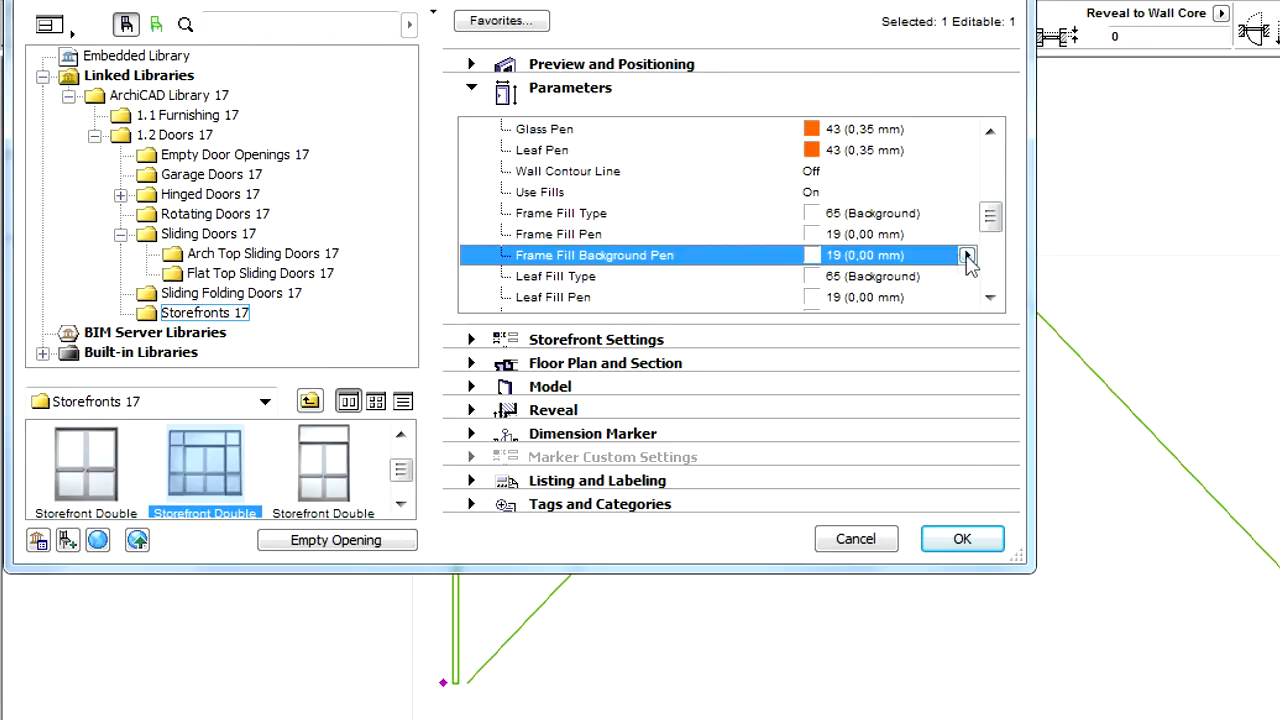 Favorites...
Selected: 1 Editable: 1
Reveal to Wall Core
0
Embedded Library
Linked Libraries
ArchiCAD Library 17
1.1 Furnishing 17
1.2 Doors 17
Empty Door Openings 17
Garage Doors 17
Hinged Doors 17
Rotating Doors 17
Sliding Doors 17
Arch Top Sliding Doors 17
Flat Top Sliding Doors 17
Sliding Folding Doors 17
Storefronts 17
BIM Server Libraries
Built-in Libraries
Storefronts 17
Storefront Double
Storefront Double
Storefront Double
Empty Opening
Preview and Positioning
Parameters
Glass Pen 43 (0,35 mm)
Leaf Pen 43 (0,35 mm)
Wall Contour Line Off
Use Fills On
Frame Fill Type 65 (Background)
Frame Fill Pen 19 (0,00 mm)
Frame Fill Background Pen 19 (0,00 mm)
Leaf Fill Type 65 (Background)
Leaf Fill Pen 19 (0,00 mm)
Storefront Settings
Floor Plan and Section
Model
Reveal
Dimension Marker
Marker Custom Settings
Listing and Labeling
Tags and Categories
Cancel
OK